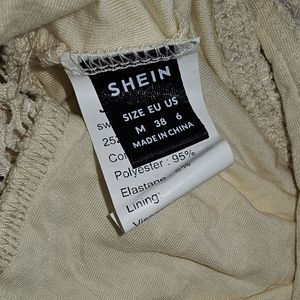 SHEIN
SIZE EU US
M 38 6
MADE IN CHINA
Polyester : 95%
Elastane
Lining: